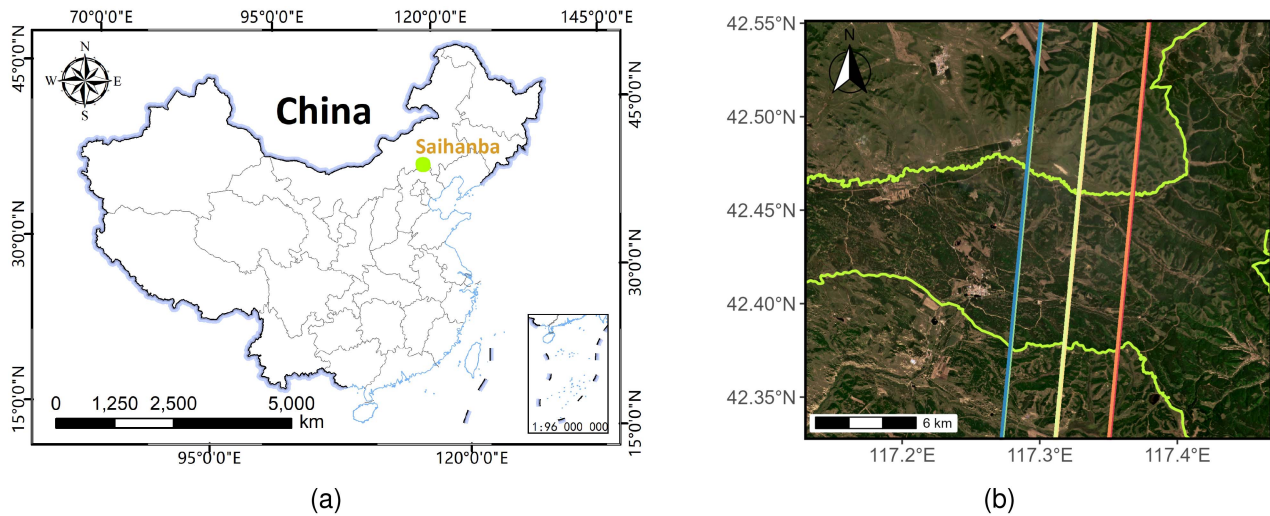 70°0'0"E 95°0'0"E 120°0'0"E 145°0'0"E
45°0'0"N
45°0'0"N
N
W E
S
China
Saihanba
30°0'0"N
30°0'0"N
15°0'0"N
15°0'0"N
0 1,250 2,500 5,000
km
1:96 000 000
95°0'0"E 120°0'0"E
(a)
42.55°N
N
42.50°N
42.45°N
42.40°N
42.35°N
6 km
117.2°E 117.3°E 117.4°E
(b)